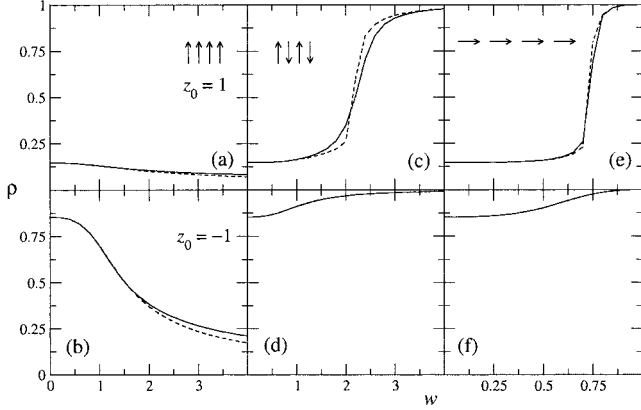 1
0.75
0.5
0.25
ρ
0.75
0.5
0.25
0
z₀ = 1
(a)
(c)
(e)
z₀ = −1
(b)
(d)
(f)
0 1 2 3 0 1 2 3 0.25 0.5 0.75
w